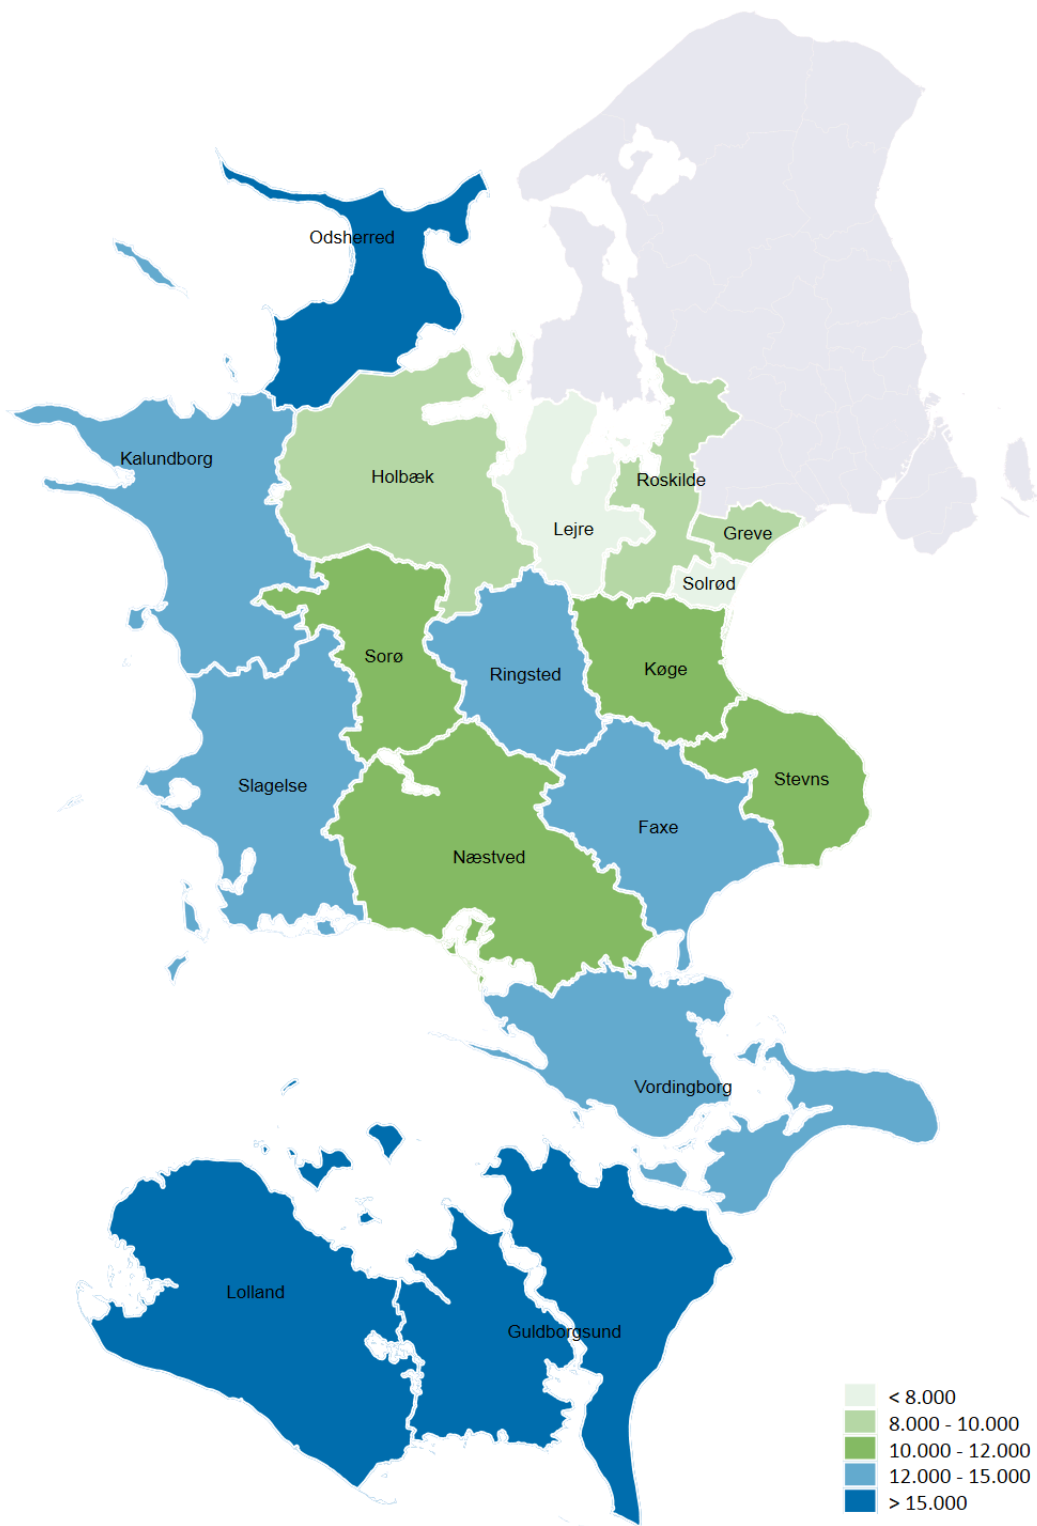 Odsherred
Kalundborg
Holbæk
Roskilde
Lejre
Greve
Solrød
Sorø
Ringsted
Køge
Slagelse
Stevns
Faxe
Næstved
Vordingborg
Lolland
Guldborgsund
< 8.000
8.000 - 10.000
10.000 - 12.000
12.000 - 15.000
> 15.000